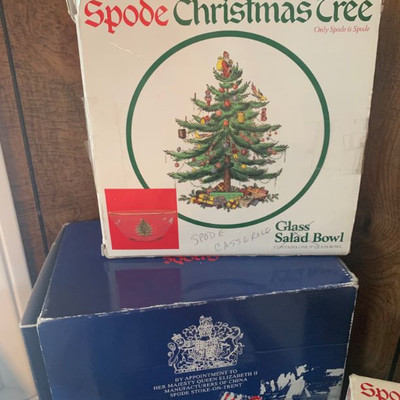 Spode Christmas Tree
Only Spode is Spode
SPODE
CASSEROLE
Glass
Salad Bowl
Spode
BY APPOINTMENT TO
HER MAJESTY QUEEN ELIZABETH II
MANUFACTURERS OF CHINA
SPODE STOKE-ON-TRENT